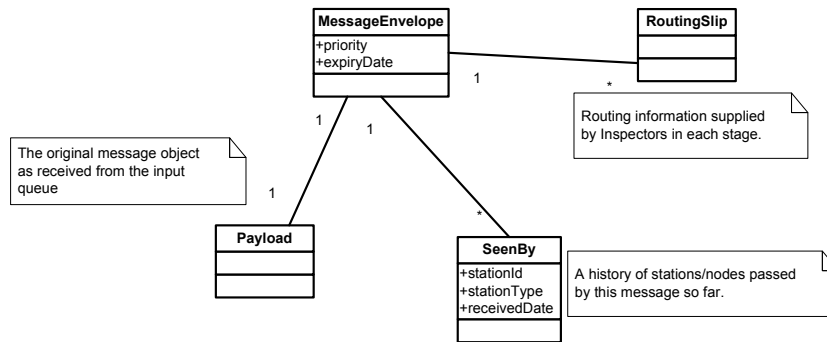 MessageEnvelope
+priority
+expiryDate
RoutingSlip
1
*
Routing information supplied
by Inspectors in each stage.
1
1
The original message object
as received from the input
queue
1
*
Payload
SeenBy
+stationId
+stationType
+receivedDate
A history of stations/nodes passed
by this message so far.